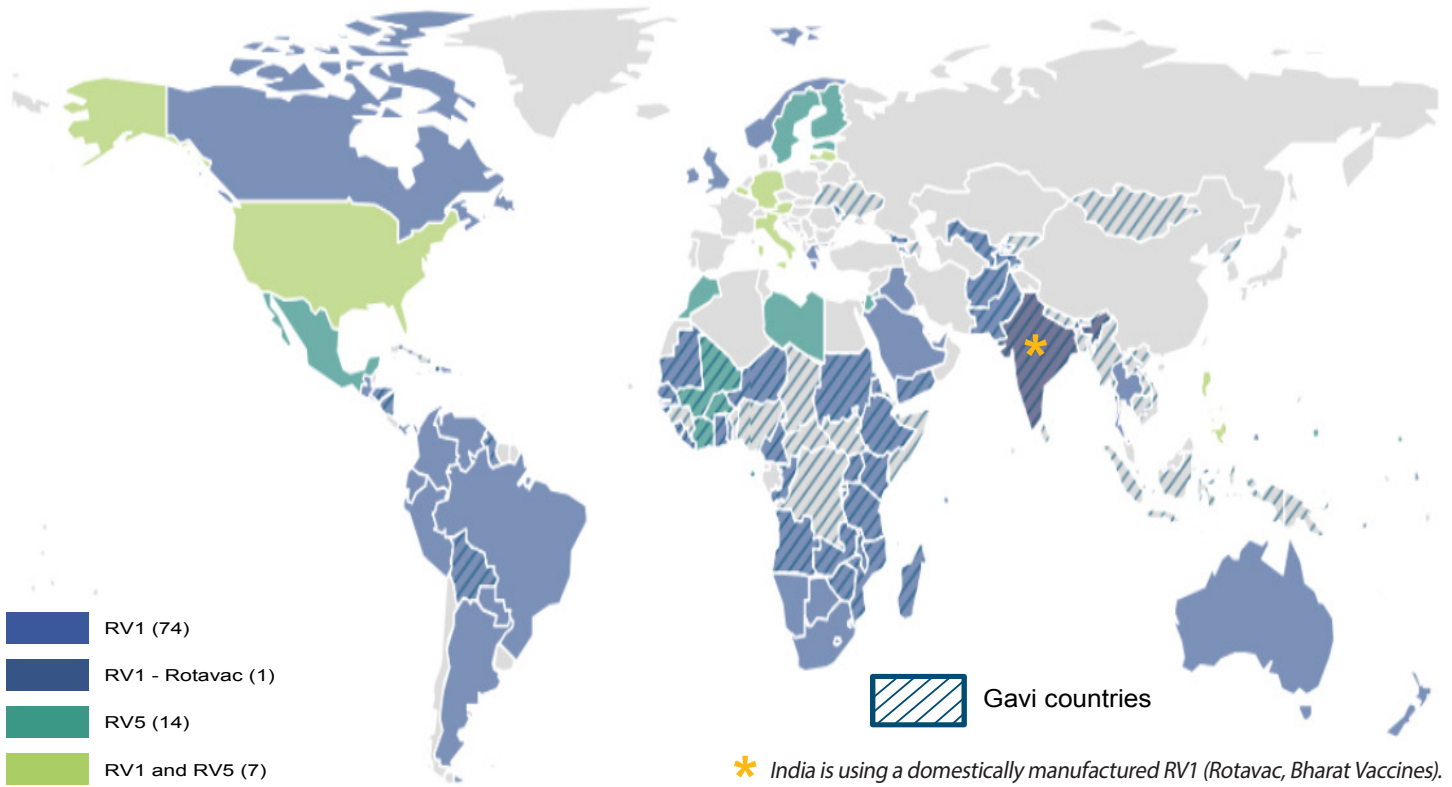 RV1 (74)
RV1 - Rotavac (1)
RV5 (14)
RV1 and RV5 (7)
Gavi countries
* India is using a domestically manufactured RV1 (Rotavac, Bharat Vaccines).